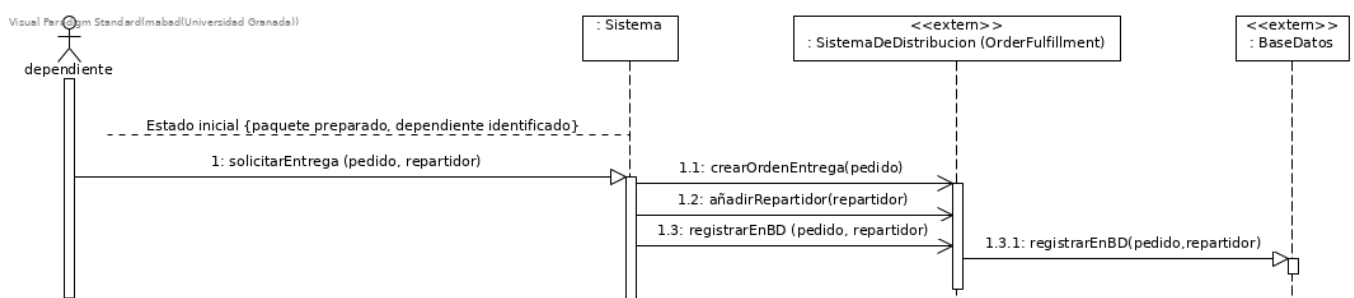 Visual Paradigm Standard(mabad(Universidad Granada))
dependiente
: Sistema
<<extern>>
: SistemaDeDistribucion (OrderFulfillment)
<<extern>>
: BaseDatos
Estado inicial {paquete preparado, dependiente identificado}
1: solicitarEntrega (pedido, repartidor)
1.1: crearOrdenEntrega(pedido)
1.2: añadirRepartidor(repartidor)
1.3: registrarEnBD (pedido, repartidor)
1.3.1: registrarEnBD(pedido,repartidor)